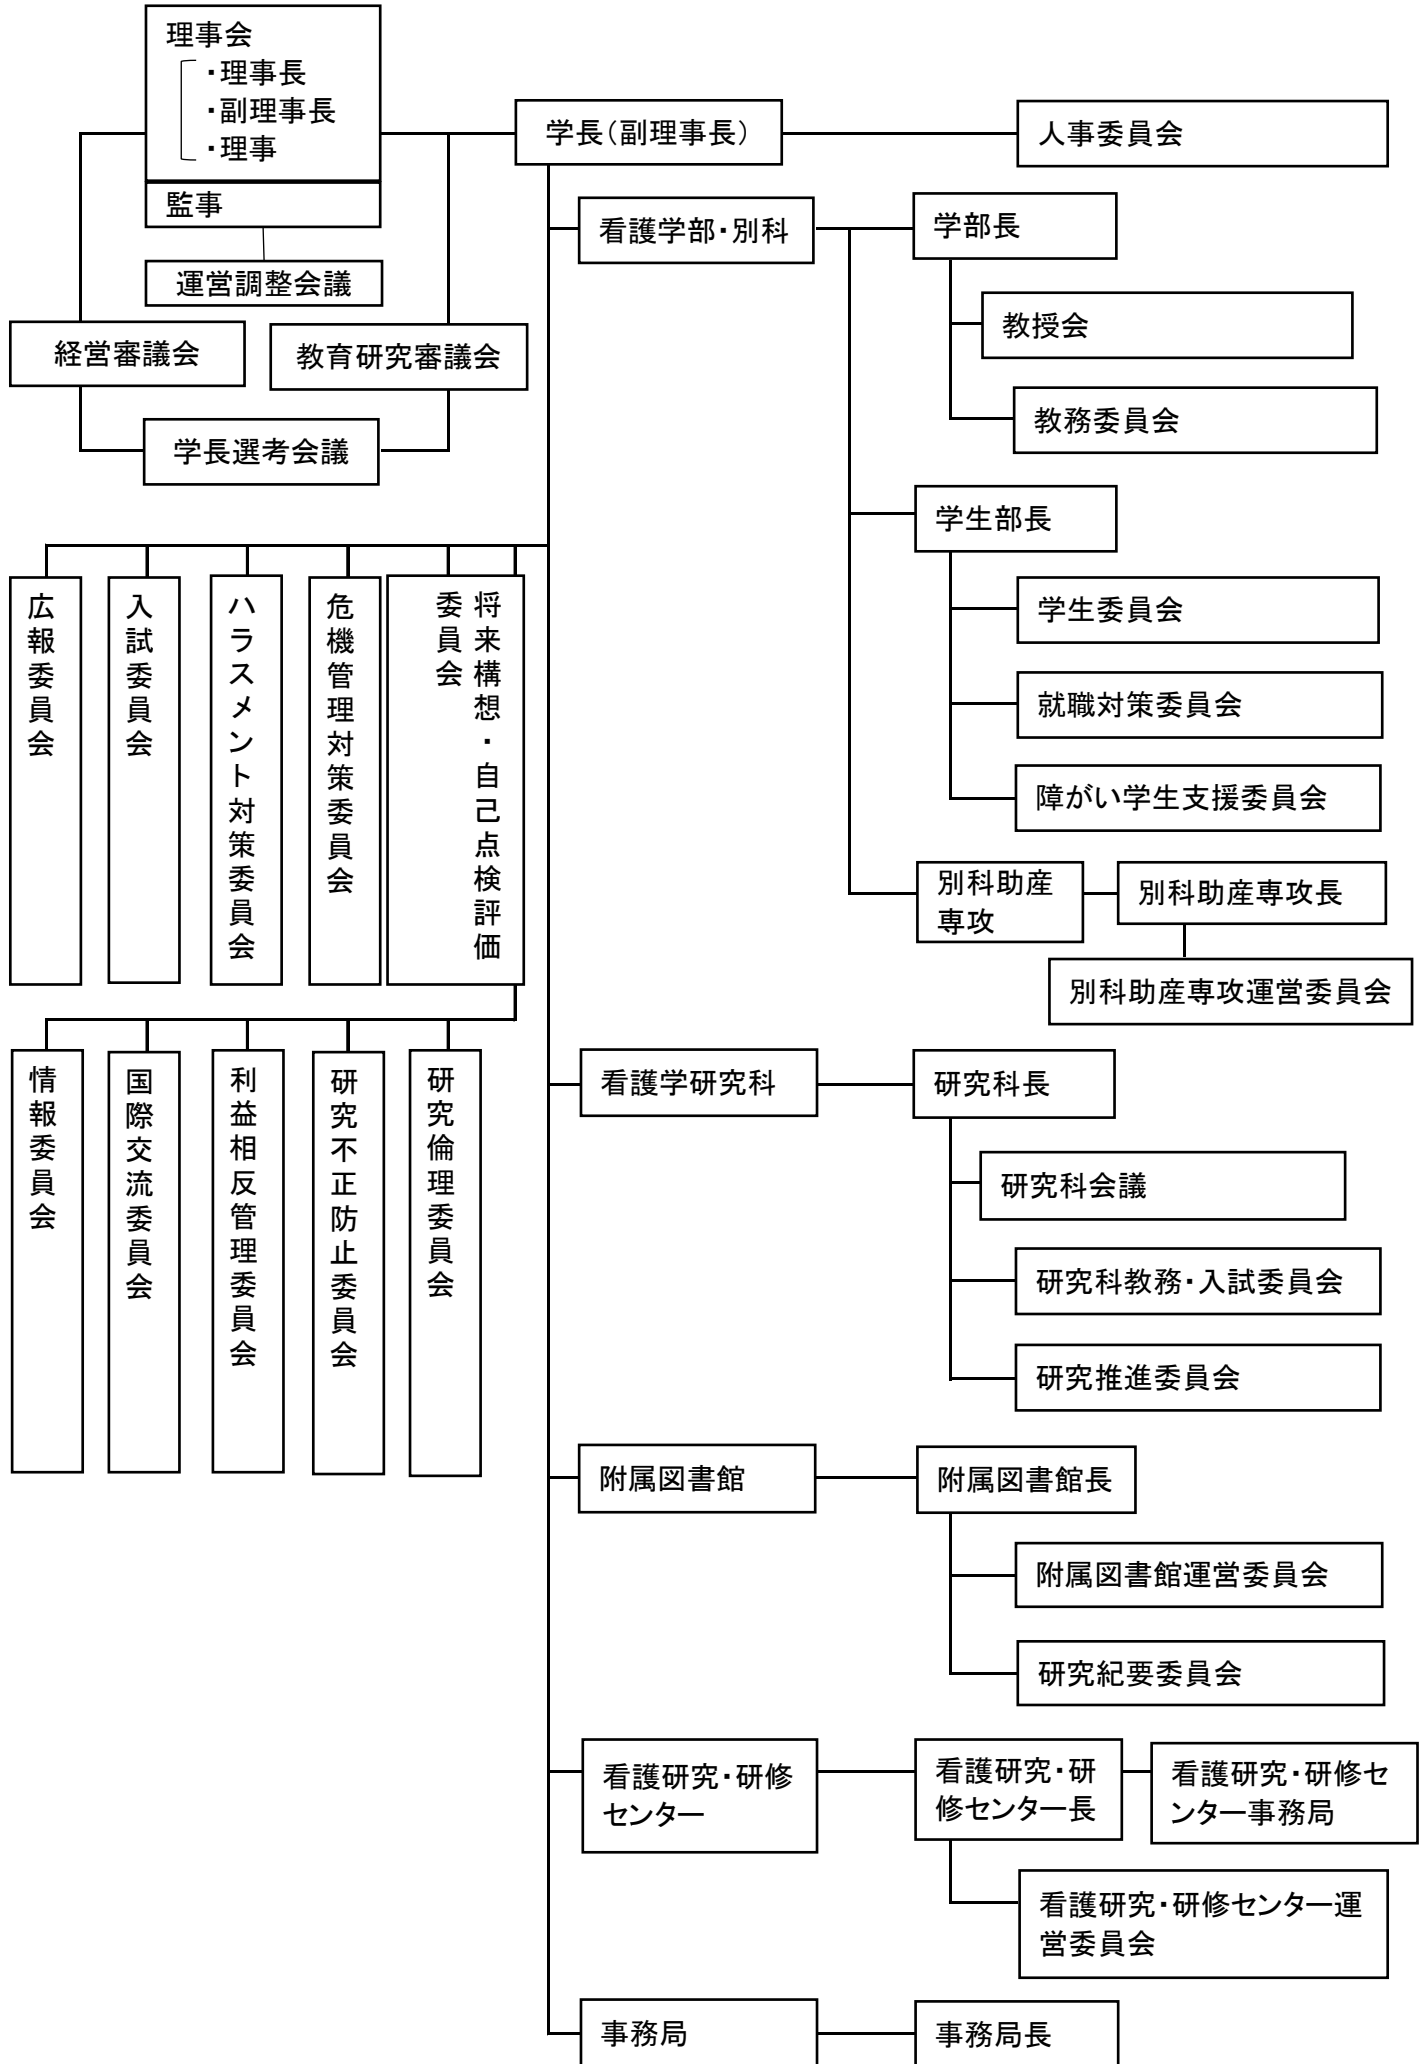 理事会
・理事長
・副理事長
・理事
監事
運営調整会議
経営審議会
教育研究審議会
学長選考会議
学長(副理事長)
人事委員会
看護学部・別科
学部長
教授会
教務委員会
学生部長
学生委員会
就職対策委員会
障がい学生支援委員会
別科助産
専攻
別科助産専攻長
別科助産専攻運営委員会
将来構想・自己点検評価
委員会
危機管理対策委員会
ハラスメント対策委員会
入試委員会
広報委員会
研究倫理委員会
研究不正防止委員会
利益相反管理委員会
国際交流委員会
情報委員会
看護学研究科
研究科長
研究科会議
研究科教務・入試委員会
研究推進委員会
附属図書館
附属図書館長
附属図書館運営委員会
研究紀要委員会
看護研究・研修
センター
看護研究・研
修センター長
看護研究・研修セ
ンター事務局
看護研究・研修センター運
営委員会
事務局
事務局長